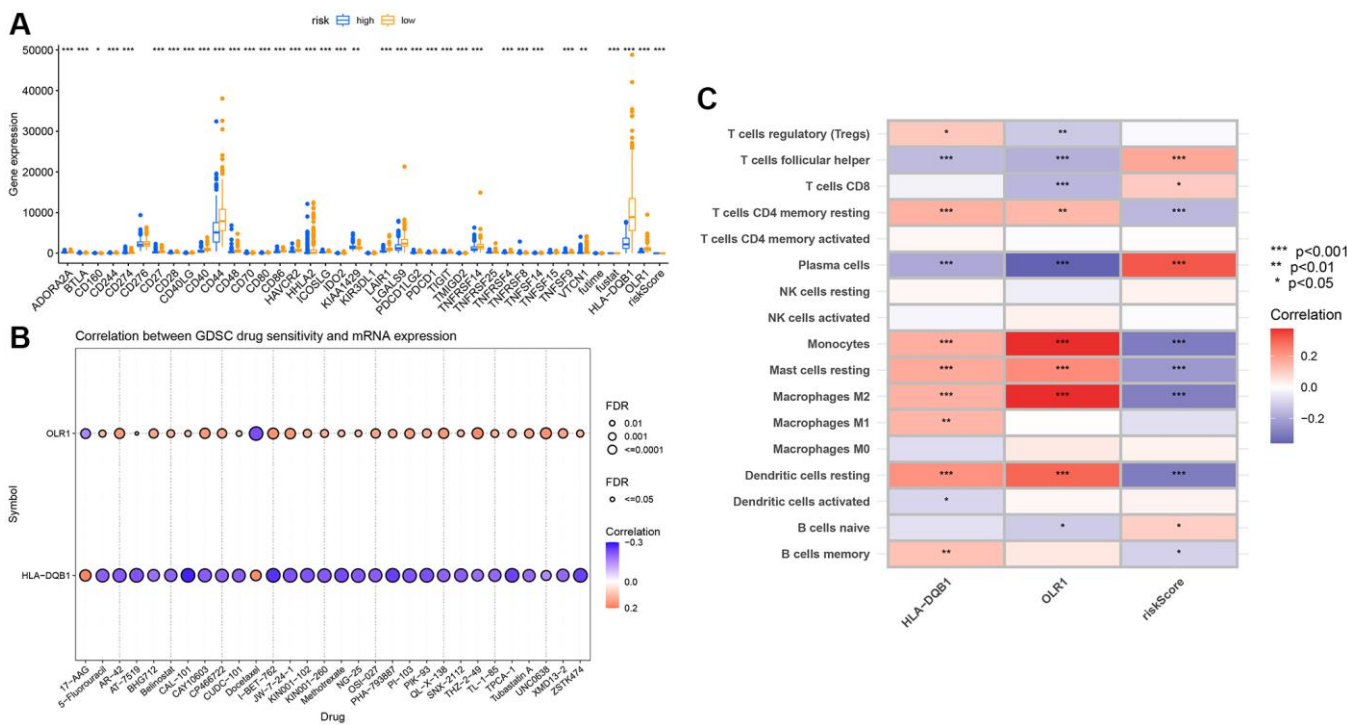 A
risk high low
*** *** * *** *** *** *** *** *** *** *** *** *** *** *** *** *** *** ** *** *** *** *** *** *** *** *** *** *** *** ** *** *** *** ***
50000
40000
30000
20000
10000
0
Gene expression
ADORA2A
BTLA
CD160
CD244
CD274
CD276
CD27
CD28
CD40LG
CD40
CD44
CD48
CD70
CD80
CD86
HAVCR2
HHLA2
ICOSLG
IDO2
KIAA1429
KIR3DL1
LAIR1
LGALS9
PDCD1LG2
PDCD1
TIGIT
TMIGD2
TNFRSF14
TNFRSF25
TNFRSF4
TNFRSF8
TNFSF14
TNFSF15
TNFSF9
VTCN1
futime
fustat
HLA-DQB1
OLR1
riskScore
B
Correlation between GDSC drug sensitivity and mRNA expression
Symbol
OLR1
HLA-DQB1
17-AAG
5-Fluorouracil
AR-42
AT-7519
BHG712
Belinostat
CAL-101
CAY10603
CP466722
CUDC-101
Docetaxel
I-BET-762
JW-7-24-1
KIN001-102
KIN001-260
Methotrexate
NG-25
OSI-027
PHA-793887
PI-103
PIK-93
QL-X-138
SNX-2112
THZ-2-49
TL-1-85
TPCA-1
Tubastatin A
UNC0638
XMD13-2
ZSTK474
Drug
FDR
0.01
0.001
<=0.0001
FDR
<=0.05
Correlation
-0.3
0.0
0.2
C
T cells regulatory (Tregs) * **
T cells follicular helper *** *** ***
T cells CD8 *** *
T cells CD4 memory resting *** ** ***
T cells CD4 memory activated
Plasma cells *** *** ***
NK cells resting
NK cells activated
Monocytes *** *** ***
Mast cells resting *** *** ***
Macrophages M2 *** *** ***
Macrophages M1 **
Macrophages M0
Dendritic cells resting *** *** ***
Dendritic cells activated *
B cells naive * *
B cells memory ** *
HLA-DQB1
OLR1
riskScore
*** p<0.001
** p<0.01
* p<0.05
Correlation
0.2
0.0
-0.2